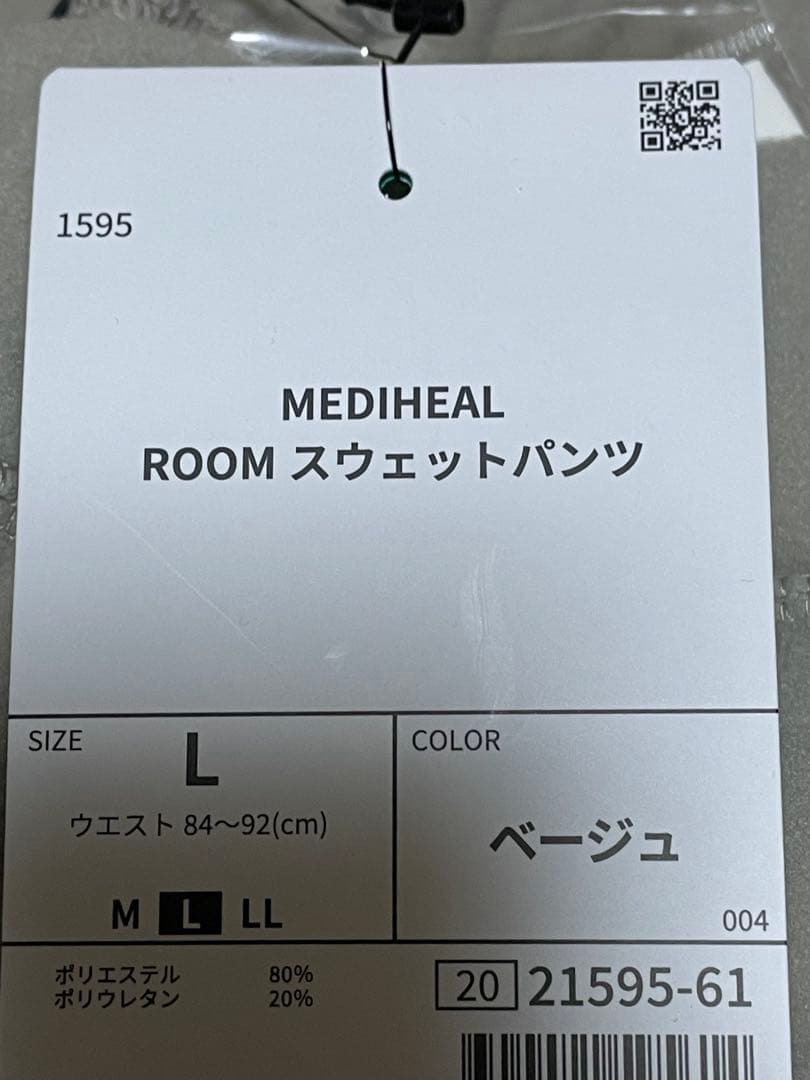 1595
MEDIHEAL
ROOM スウェットパンツ
SIZE
L
ウエスト 84～92(cm)
M L LL
COLOR
ベージュ
004
ポリエステル 80%
ポリウレタン 20%
20 21595-61